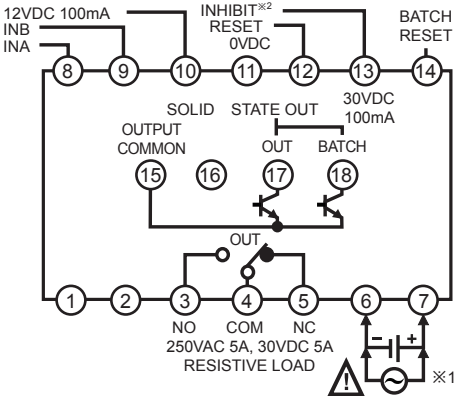 12VDC 100mA
INB
INA
INHIBIT※2
RESET
0VDC
BATCH
RESET
8 9 10 11 12 13 14
30VDC
100mA
SOLID STATE OUT
OUTPUT
COMMON
OUT BATCH
15 16 17 18
OUT
1 2 3 4 5 6 7
NO COM NC
250VAC 5A, 30VDC 5A
RESISTIVE LOAD
− +
! ※1